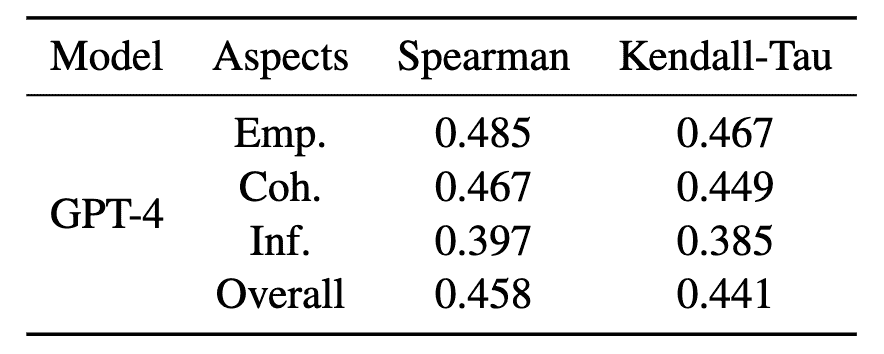 Model Aspects Spearman Kendall-Tau
Emp. 0.485 0.467
Coh. 0.467 0.449
GPT-4
Inf. 0.397 0.385
Overall 0.458 0.441